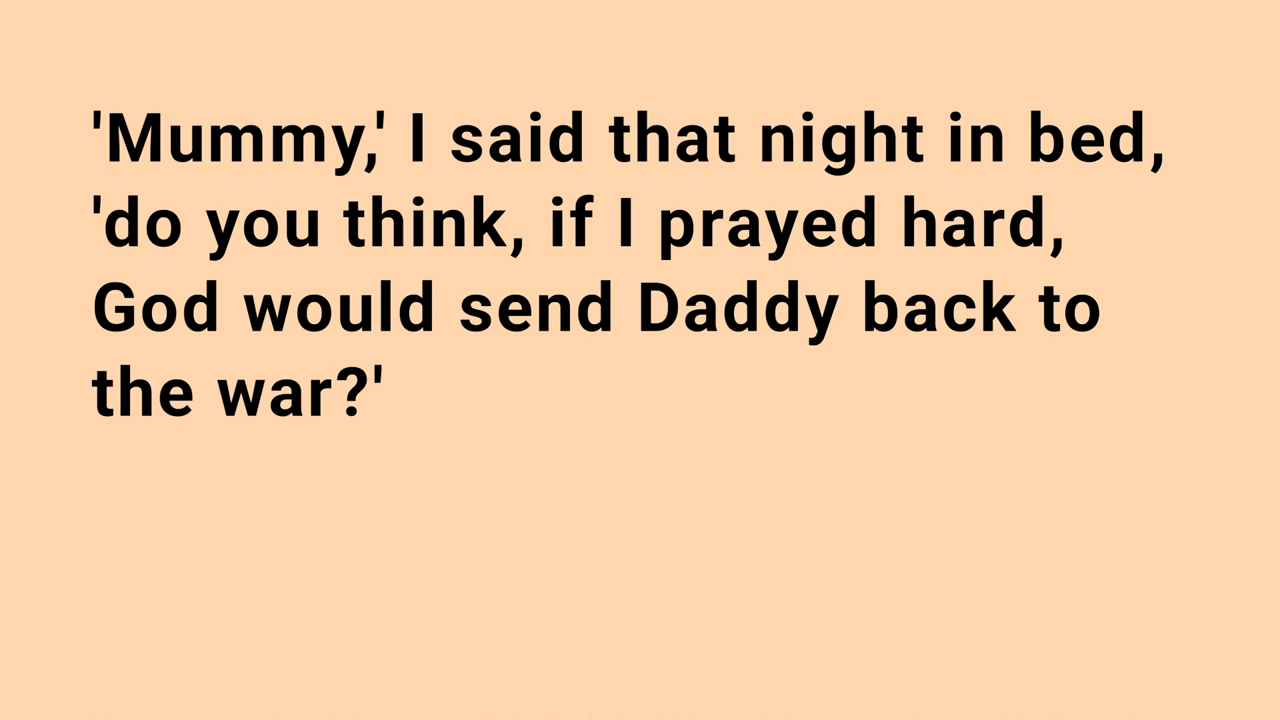 'Mummy,' I said that night in bed,
'do you think, if I prayed hard,
God would send Daddy back to
the war?'